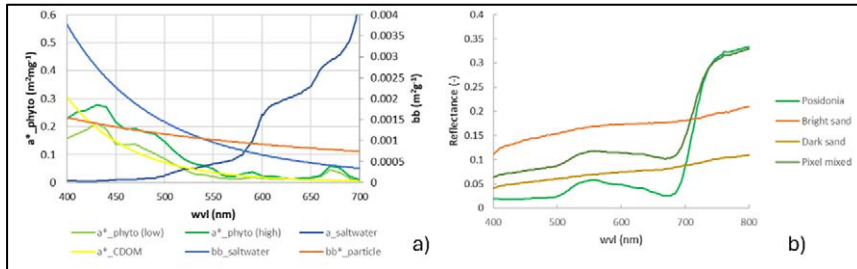 0.7
0.6
0.5
0.4
0.3
0.2
0.1
0
a*_phyto (m²mg⁻¹)
0.004
0.0035
0.003
0.0025
0.002
0.0015
0.001
0.0005
0
bb (m²g⁻¹)
400 450 500 550 600 650 700
wvl (nm)
a*_phyto (low) a*_phyto (high) a_saltwater
a*_CDOM bb_saltwater bb*_particle
a)
0.4
0.35
0.3
0.25
0.2
0.15
0.1
0.05
0
Reflectance (-)
400 500 600 700 800
wvl (nm)
Posidonia
Bright sand
Dark sand
Pixel mixed
b)